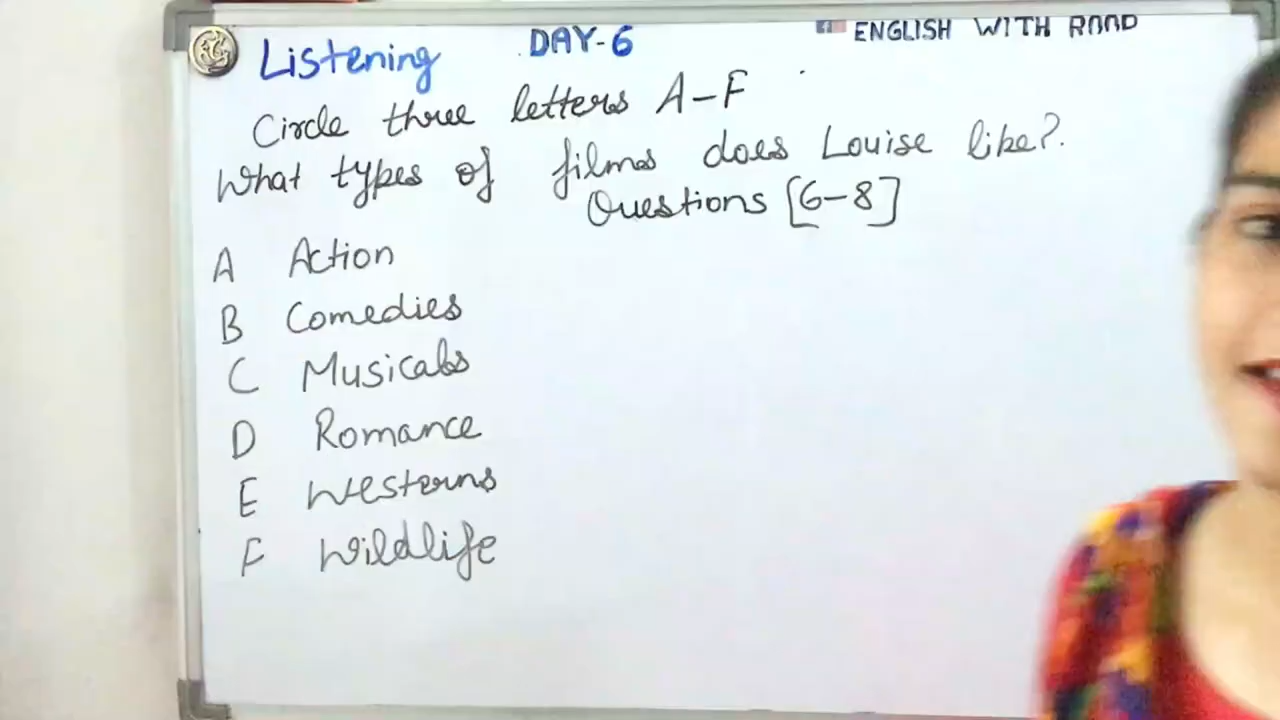 Listening DAY-6 ENGLISH WITH
Circle three letters A-F
What types of films does Louise like?
Questions [6-8]
A Action
B Comedies
C Musicals
D Romance
E Westerns
F Wildlife